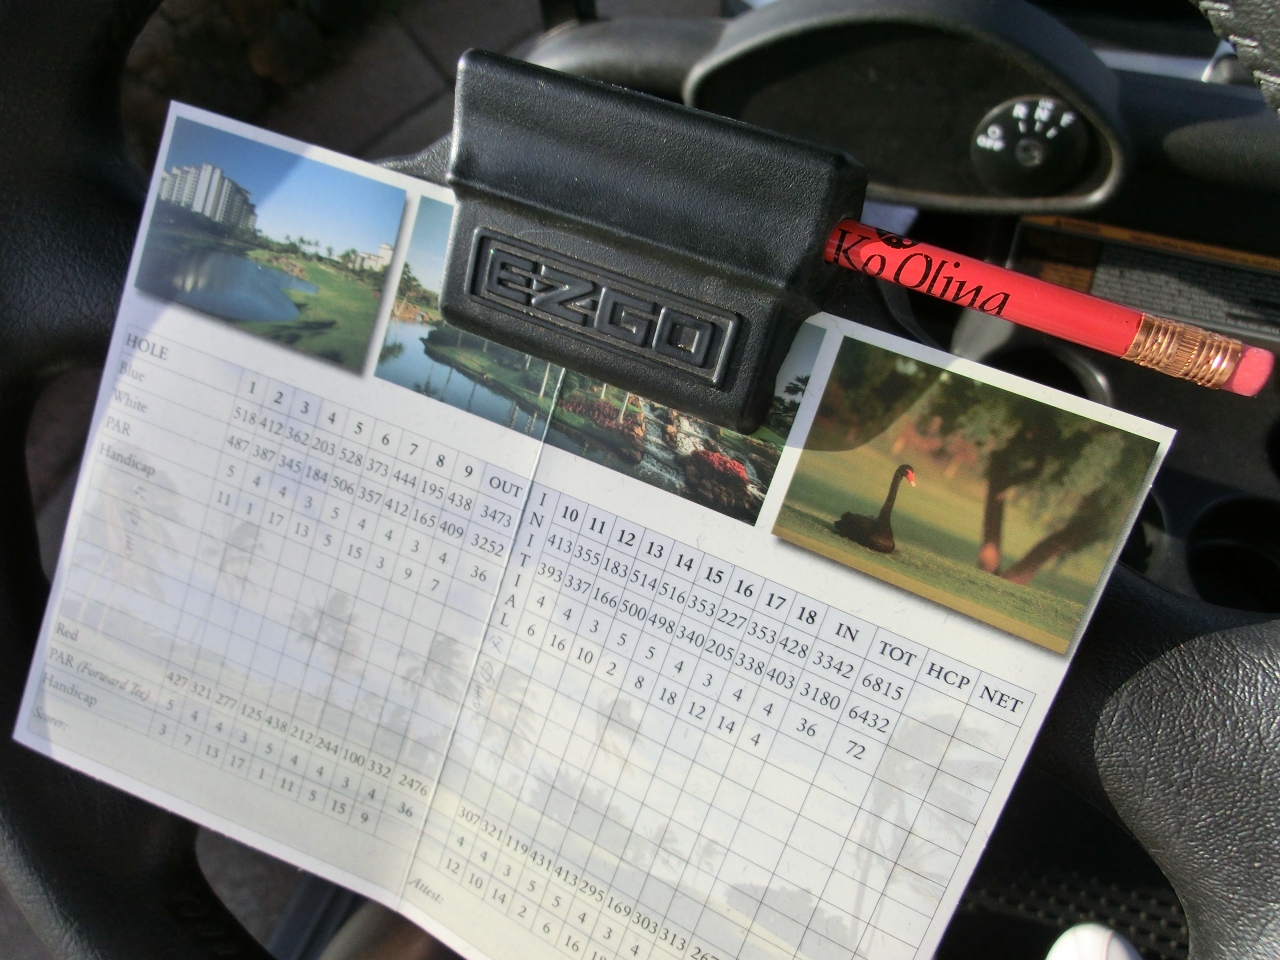 OFF
R N F
EZGO
Ko Olina
HOLE 1 2 3 4 5 6 7 8 9 OUT
Blue 518 412 362 203 528 373 444 195 438 3473
White 487 387 345 184 506 357 412 165 409 3252
PAR 5 4 4 3 5 4 4 3 4 36
Handicap 11 1 17 13 5 15 3 9 7
INITIAL
10 11 12 13 14 15 16 17 18 IN TOT HCP NET
413 355 183 514 516 353 227 353 428 3342 6815
393 337 166 500 498 340 205 338 403 3180 6432
4 4 3 5 5 4 3 4 4 36 72
6 16 10 2 8 18 12 14 4
Red 427 321 277 125 438 212 244 100 332 2476
PAR (Forward Tee) 5 4 4 3 5 4 4 3 4 36
Handicap 3 7 13 17 1 11 5 15 9
Scorer:
307 321 119 431 413 295 169 303 313 267
4 4 3 5 5 4 3 4
12 10 14 2 6 16 18
Attest: